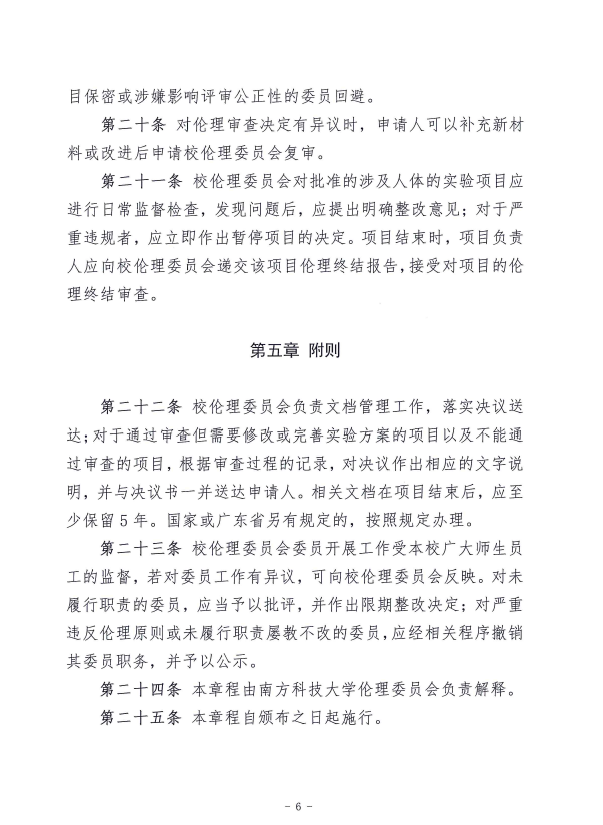 目保密或涉嫌影响评审公正性的委员回避。
第二十条 对伦理审查决定有异议时，申请人可以补充新材
料或改进后申请校伦理委员会复审。
第二十一条 校伦理委员会对批准的涉及人体的实验项目应
进行日常监督检查，发现问题后，应提出明确整改意见；对于严
重违规者，应立即作出暂停项目的决定。项目结束时，项目负责
人应向校伦理委员会递交该项目伦理终结报告，接受对项目的伦
理终结审查。
第五章 附则
第二十二条 校伦理委员会负责文档管理工作，落实决议送
达；对于通过审查但需要修改或完善实验方案的项目以及不能通
过审查的项目，根据审查过程的记录，对决议作出相应的文字说
明，并与决议书一并送达申请人。相关文档在项目结束后，应至
少保留 5 年。国家或广东省另有规定的，按照规定办理。
第二十三条 校伦理委员会委员开展工作受本校广大师生员
工的监督，若对委员工作有异议，可向校伦理委员会反映。对未
履行职责的委员，应当予以批评，并作出限期整改决定；对严重
违反伦理原则或未履行职责屡教不改的委员，应经相关程序撤销
其委员职务，并予以公示。
第二十四条 本章程由南方科技大学伦理委员会负责解释。
第二十五条 本章程自颁布之日起施行。
- 6 -